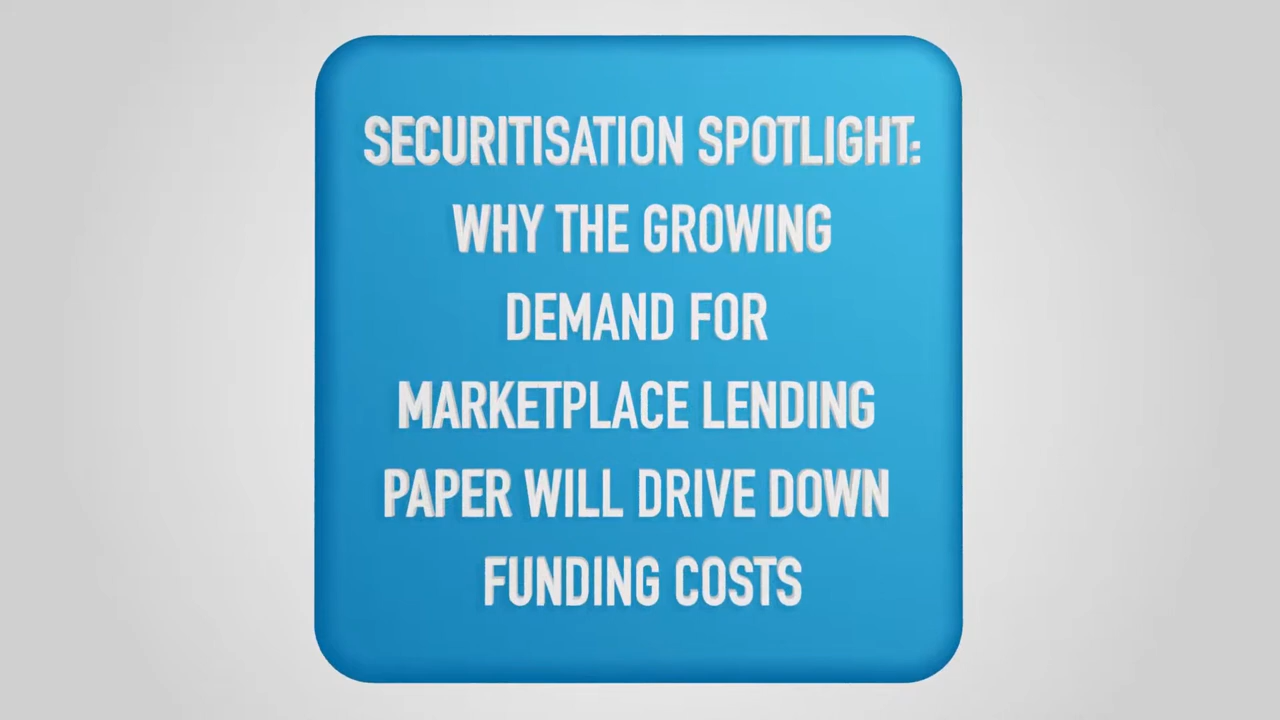 SECURITISATION SPOTLIGHT:
WHY THE GROWING
DEMAND FOR
MARKETPLACE LENDING
PAPER WILL DRIVE DOWN
FUNDING COSTS